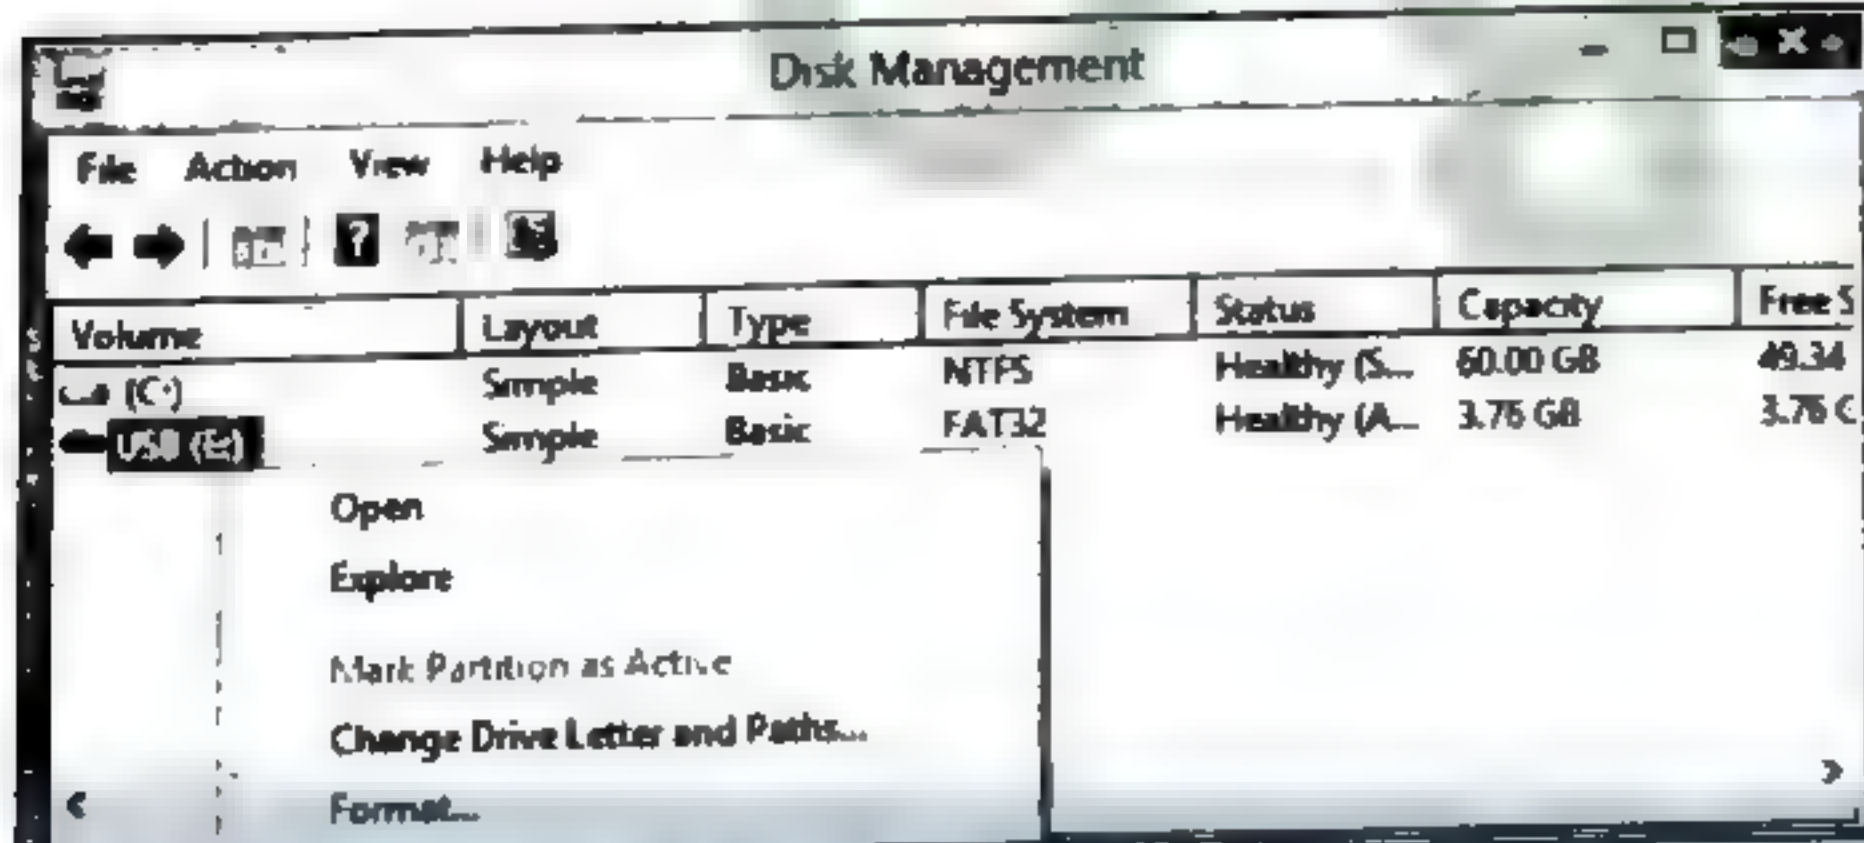 Disk Management
File Action View Help
Volume Layout Type File System Status Capacity Free S
(C:) Simple Basic NTFS Healthy (S... 60.00 GB 49.34
USB (E:) Simple Basic FAT32 Healthy (A... 3.76 GB 3.76 G
Open
Explore
Mark Partition as Active
Change Drive Letter and Paths...
Format...